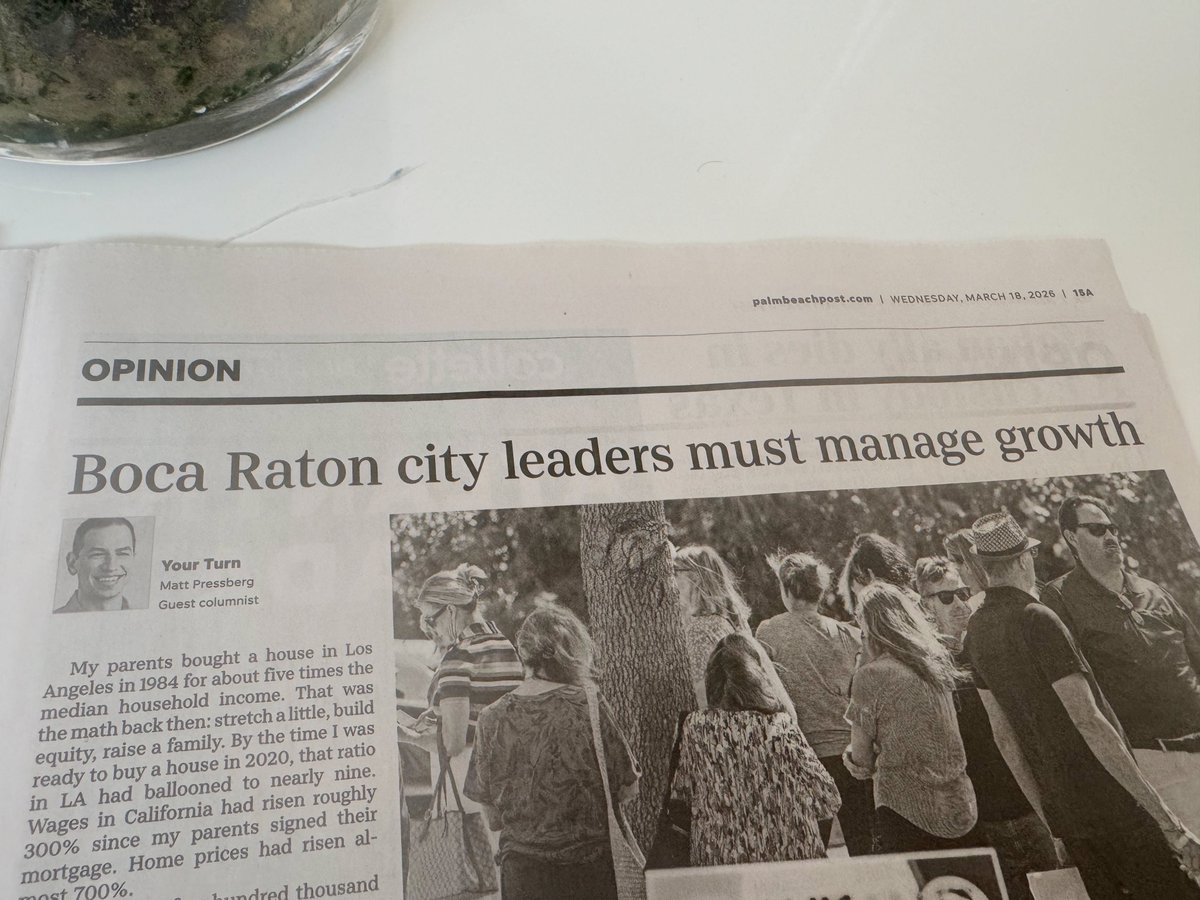 palmbeachpost.com | WEDNESDAY, MARCH 18, 2026 | 15A
OPINION
Boca Raton city leaders must manage growth
Your Turn
Matt Pressberg
Guest columnist
My parents bought a house in Los
Angeles in 1984 for about five times the
median household income. That was
the math back then: stretch a little, build
equity, raise a family. By the time I was
ready to buy a house in 2020, that ratio
in LA had ballooned to nearly nine.
Wages in California had risen roughly
300% since my parents signed their
mortgage. Home prices had risen al-
most 700%.
hundred thousand